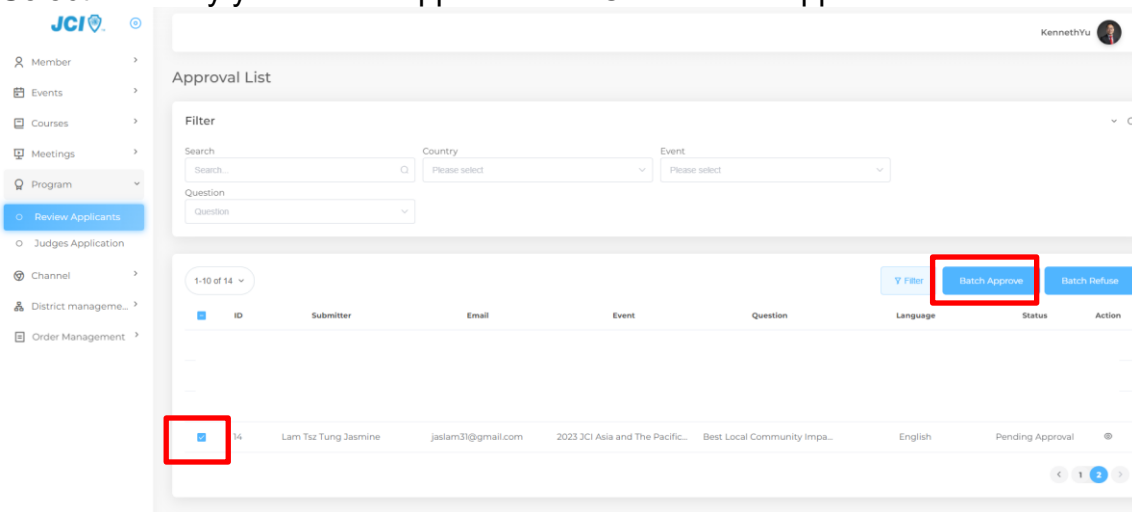 JCI
KennethYu
Member
Events
Courses
Meetings
Program
Review Applicants
Judges Application
Channel
District manageme...
Order Management
Approval List
Filter
Search Country Event
Search... Please select Please select
Question
Question
1-10 of 14
Filter Batch Approve Batch Refuse
ID Submitter Email Event Question Language Status Action
14 Lam Tsz Tung Jasmine jaslam31@gmail.com 2023 JCI Asia and The Pacific... Best Local Community Impa... English Pending Approval
1 2